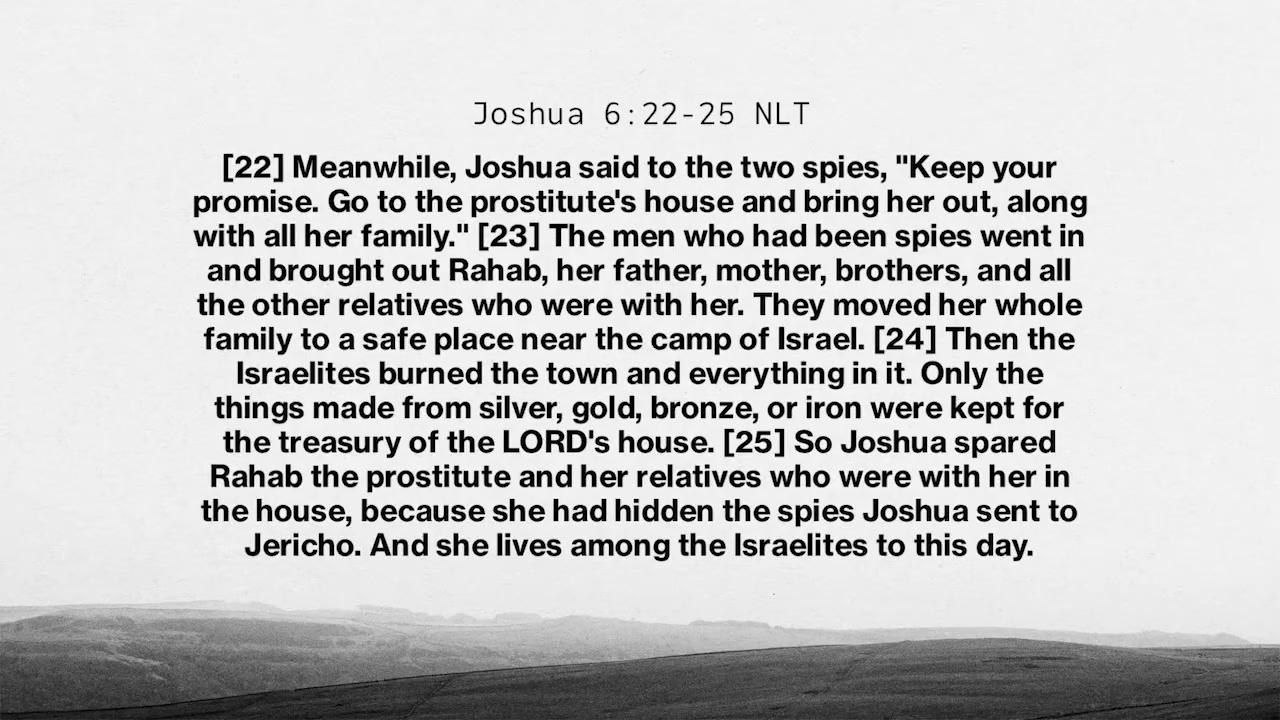 Joshua 6:22-25 NLT
[22] Meanwhile, Joshua said to the two spies, "Keep your
promise. Go to the prostitute's house and bring her out, along
with all her family." [23] The men who had been spies went in
and brought out Rahab, her father, mother, brothers, and all
the other relatives who were with her. They moved her whole
family to a safe place near the camp of Israel. [24] Then the
Israelites burned the town and everything in it. Only the
things made from silver, gold, bronze, or iron were kept for
the treasury of the LORD's house. [25] So Joshua spared
Rahab the prostitute and her relatives who were with her in
the house, because she had hidden the spies Joshua sent to
Jericho. And she lives among the Israelites to this day.